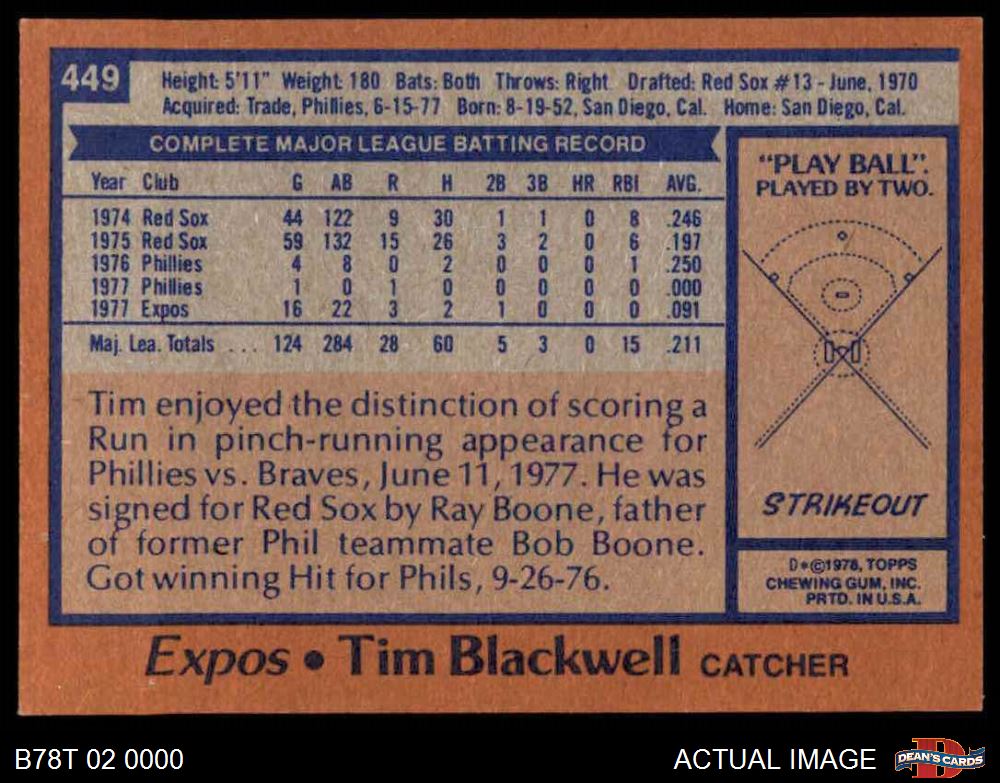 449
Height: 5'11" Weight: 180 Bats: Both Throws: Right Drafted: Red Sox #13 - June, 1970
Acquired: Trade, Phillies, 6-15-77 Born: 8-19-52, San Diego, Cal. Home: San Diego, Cal.
COMPLETE MAJOR LEAGUE BATTING RECORD
Year Club G AB R H 2B 3B HR RBI AVG.
1974 Red Sox 44 122 9 30 1 1 0 8 .246
1975 Red Sox 59 132 15 26 3 2 0 6 .197
1976 Phillies 4 8 0 2 0 0 0 1 .250
1977 Phillies 1 0 1 0 0 0 0 0 .000
1977 Expos 16 22 3 2 1 0 0 0 .091
Maj. Lea. Totals ... 124 284 28 60 5 3 0 15 .211
Tim enjoyed the distinction of scoring a
Run in pinch-running appearance for
Phillies vs. Braves, June 11, 1977. He was
signed for Red Sox by Ray Boone, father
of former Phil teammate Bob Boone.
Got winning Hit for Phils, 9-26-76.
"PLAY BALL".
PLAYED BY TWO.
STRIKEOUT
D*©1978, TOPPS
CHEWING GUM, INC.
PRTD. IN U.S.A.
Expos • Tim Blackwell CATCHER
B78T 02 0000
ACTUAL IMAGE
D
DEAN'S CARDS